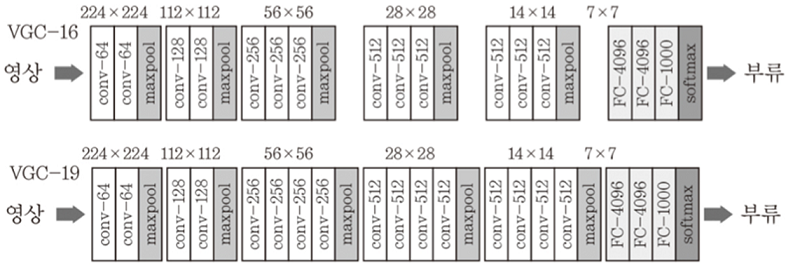 224×224 112×112 56×56 28×28 14×14 7×7
VGC-16
영상
conv-64
conv-64
maxpool
conv-128
conv-128
maxpool
conv-256
conv-256
conv-256
maxpool
conv-512
conv-512
conv-512
maxpool
conv-512
conv-512
conv-512
maxpool
FC-4096
FC-4096
FC-1000
softmax
부류
224×224 112×112 56×56 28×28 14×14 7×7
VGC-19
영상
conv-64
conv-64
maxpool
conv-128
conv-128
maxpool
conv-256
conv-256
conv-256
conv-256
maxpool
conv-512
conv-512
conv-512
conv-512
maxpool
conv-512
conv-512
conv-512
conv-512
maxpool
FC-4096
FC-4096
FC-1000
softmax
부류